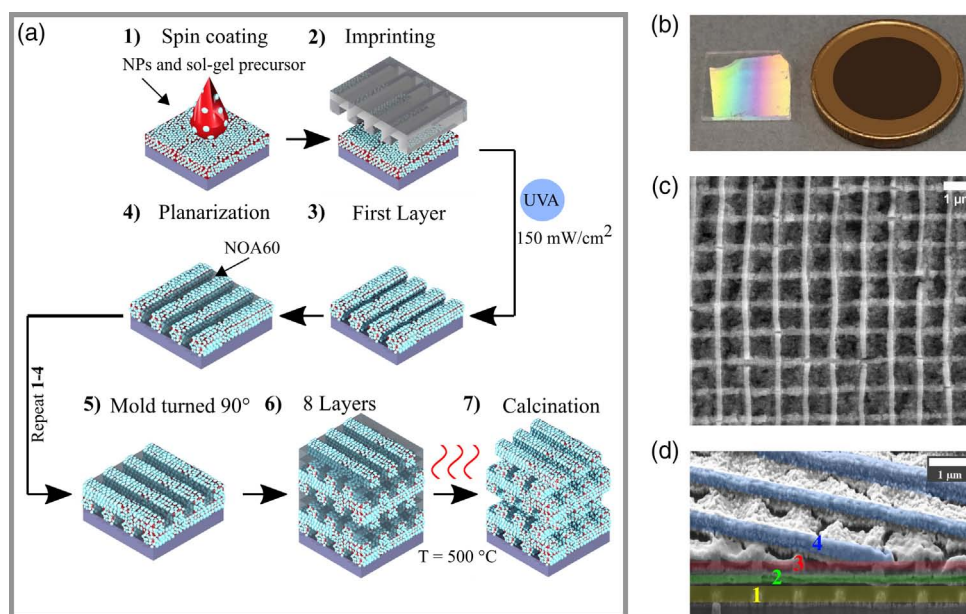 (a)
1) Spin coating
NPs and sol-gel precursor
2) Imprinting
UVA
150 mW/cm²
4) Planarization
NOA60
3) First Layer
Repeat 1-4
5) Mold turned 90°
6) 8 Layers
7) Calcination
T = 500 °C
(b)
(c)
1 μm
(d)
1 μm
4
3
2
1